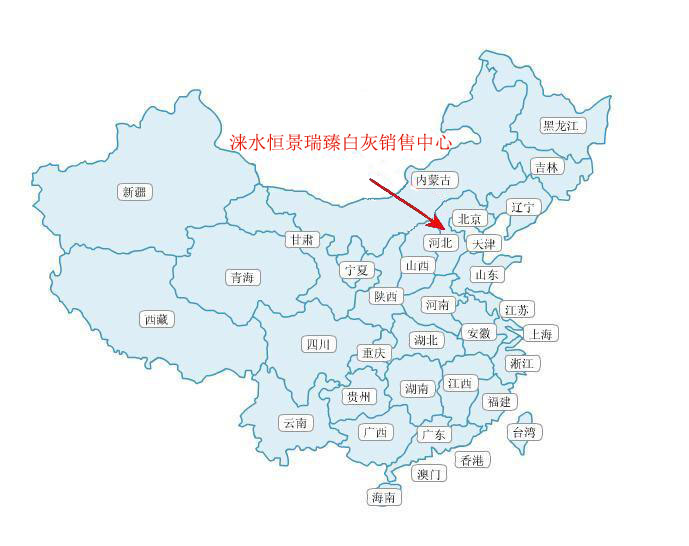 涞水恒景瑞臻白灰销售中心
黑龙江
吉林
内蒙古
新疆
辽宁
北京
甘肃
河北
天津
宁夏
山西
山东
青海
陕西
河南
江苏
西藏
安徽
上海
四川
湖北
重庆
浙江
江西
湖南
贵州
福建
云南
广西
广东
台湾
香港
澳门
海南